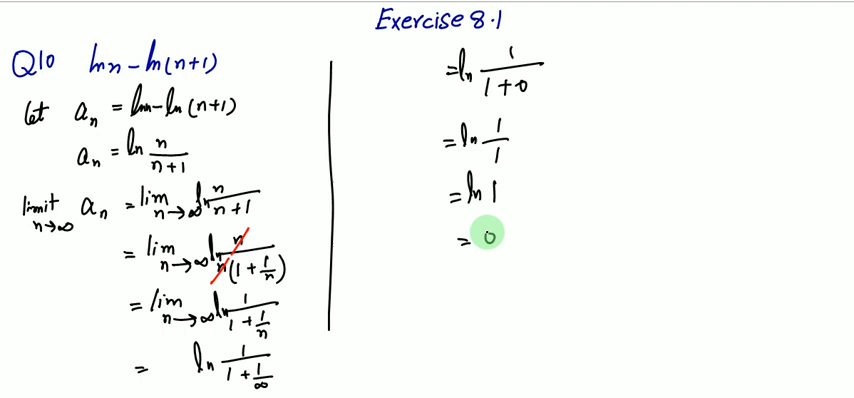 Exercise 8.1
Q10 ln n - ln(n+1)
let a_n = ln n - ln(n+1)
a_n = ln n/(n+1)
limit n→∞ a_n = lim n→∞ ln n/(n+1)
= lim n→∞ ln n/(n(1 + 1/n))
= lim n→∞ ln 1/(1 + 1/n)
= ln 1/(1 + 1/∞)
= ln 1/(1+0)
= ln 1/1
= ln 1
= 0